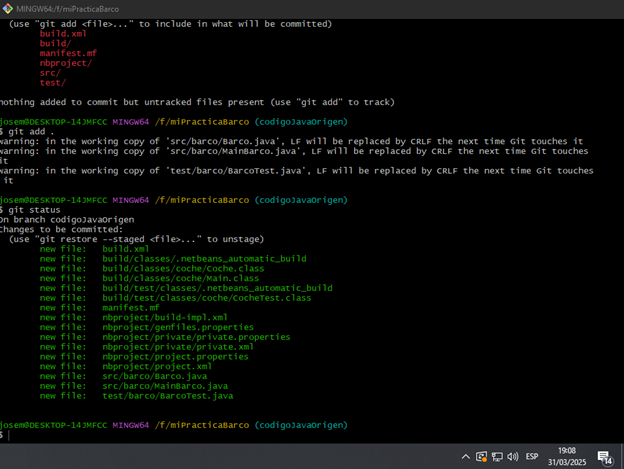 MINGW64:/f/miPracticaBarco
(use "git add <file>..." to include in what will be committed)
build.xml
build/
manifest.mf
nbproject/
src/
test/
nothing added to commit but untracked files present (use "git add" to track)
josem@DESKTOP-14JMFCC MINGW64 /f/miPracticaBarco (codigoJavaOrigen)
$ git add .
warning: in the working copy of 'src/barco/Barco.java', LF will be replaced by CRLF the next time Git touches it
warning: in the working copy of 'src/barco/MainBarco.java', LF will be replaced by CRLF the next time Git touches
it
warning: in the working copy of 'test/barco/BarcoTest.java', LF will be replaced by CRLF the next time Git touches
it
josem@DESKTOP-14JMFCC MINGW64 /f/miPracticaBarco (codigoJavaOrigen)
$ git status
On branch codigoJavaOrigen
Changes to be committed:
(use "git restore --staged <file>..." to unstage)
new file: build.xml
new file: build/classes/.netbeans_automatic_build
new file: build/classes/coche/Coche.class
new file: build/classes/coche/Main.class
new file: build/test/classes/.netbeans_automatic_build
new file: build/test/classes/coche/CocheTest.class
new file: manifest.mf
new file: nbproject/build-impl.xml
new file: nbproject/genfiles.properties
new file: nbproject/private/private.properties
new file: nbproject/private/private.xml
new file: nbproject/project.properties
new file: nbproject/project.xml
new file: src/barco/Barco.java
new file: src/barco/MainBarco.java
new file: test/barco/BarcoTest.java
josem@DESKTOP-14JMFCC MINGW64 /f/miPracticaBarco (codigoJavaOrigen)
$
ESP
19:08
31/03/2025
14